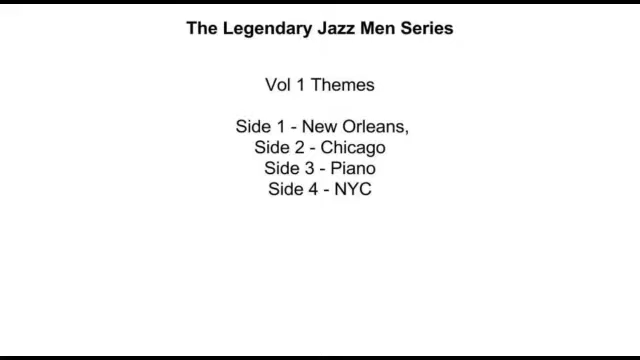 The Legendary Jazz Men Series
Vol 1 Themes
Side 1 - New Orleans,
Side 2 - Chicago
Side 3 - Piano
Side 4 - NYC